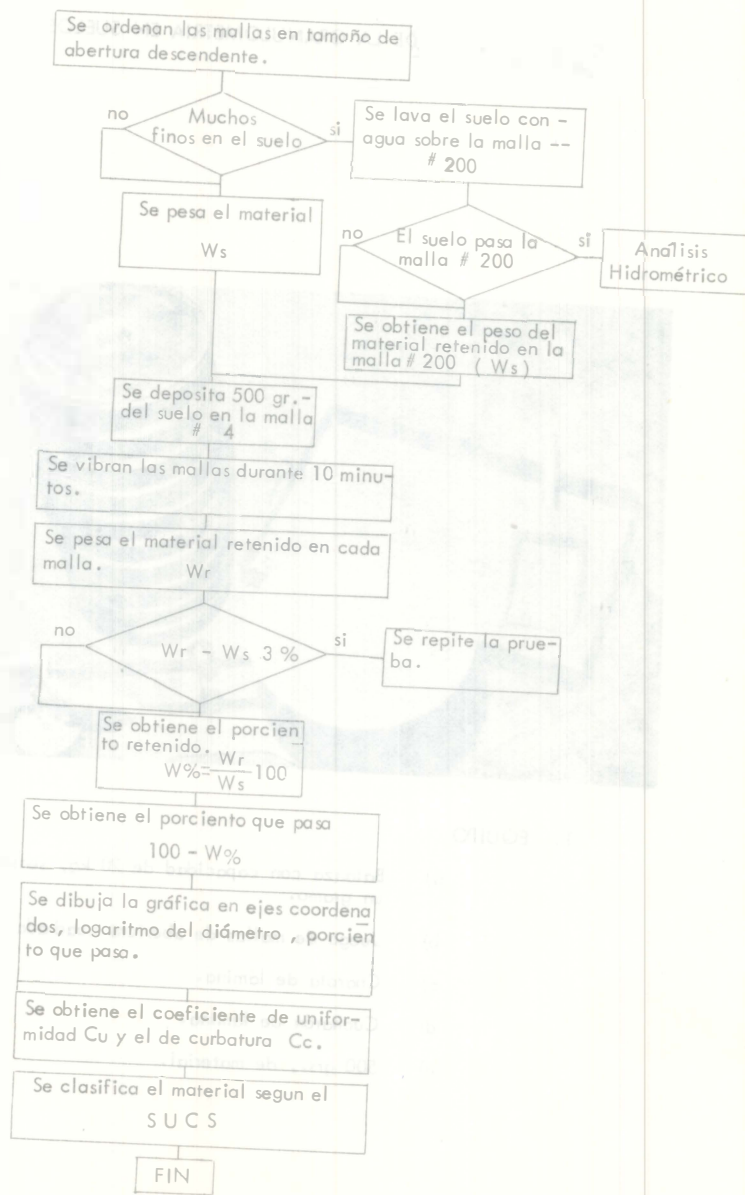 Se ordenan las mallas en tamaño de
abertura descendente.
no
Muchos
finos en el suelo
si
Se lava el suelo con -
agua sobre la malla --
# 200
Se pesa el material
Ws
no
El suelo pasa la
malla # 200
si
Análisis
Hidrométrico
Se obtiene el peso del
material retenido en la
malla # 200 ( Ws )
Se deposita 500 gr.-
del suelo en la malla
# 4
Se vibran las mallas durante 10 minu-
tos.
Se pesa el material retenido en cada
malla. Wr
no
Wr - Ws 3 %
si
Se repite la prue-
ba.
Se obtiene el porcien
to retenido.
W%= Wr
Ws 100
Se obtiene el porciento que pasa
100 - W%
Se dibuja la gráfica en ejes coordena
dos, logaritmo del diámetro , porcien
to que pasa.
Se obtiene el coeficiente de unifor-
midad Cu y el de curbatura Cc.
Se clasifica el material segun el
S U C S
FIN